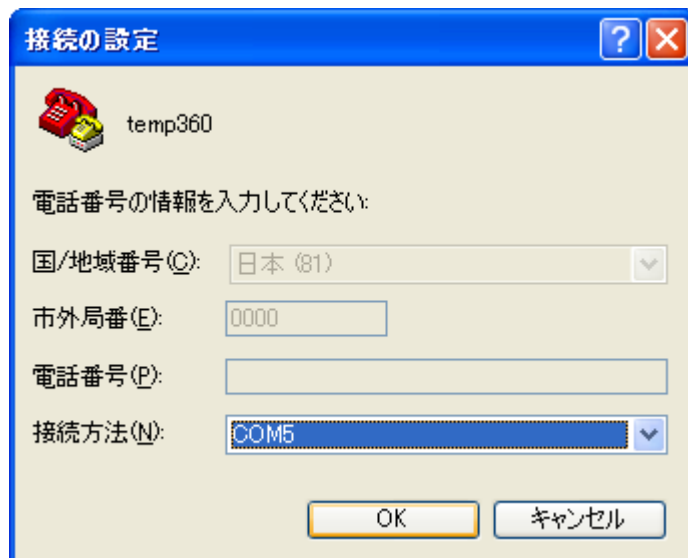 接続の設定
temp360
電話番号の情報を入力してください:
国/地域番号(C): 日本 (81)
市外局番(E): 0000
電話番号(P):
接続方法(N): COM5
OK キャンセル